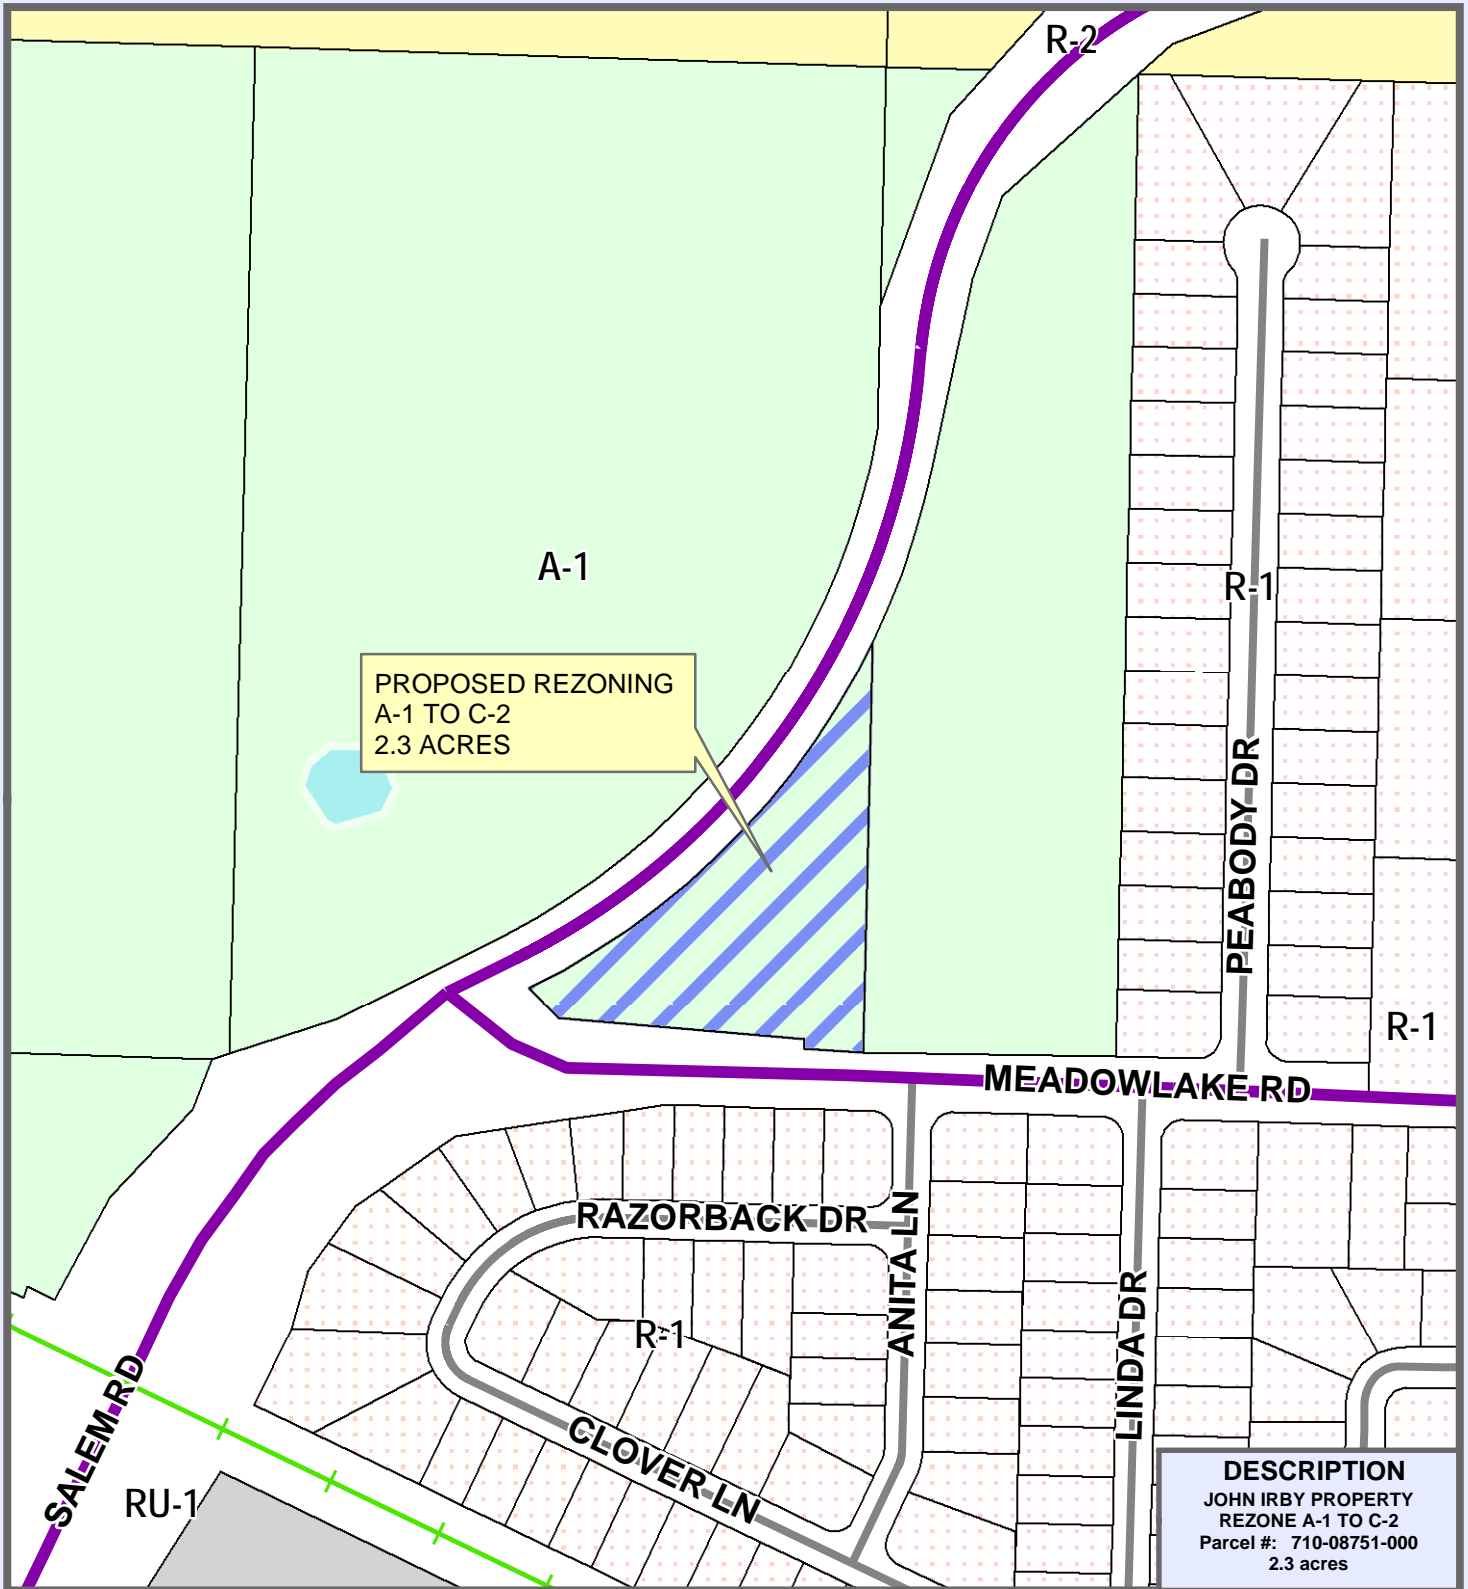 R-2
A-1
R-1
PROPOSED REZONING
A-1 TO C-2
2.3 ACRES
PEABODY DR
R-1
MEADOWLAKE RD
RAZORBACK DR
ANITA LN
LINDA DR
R-1
SALEM RD
CLOVER LN
RU-1
DESCRIPTION
JOHN IRBY PROPERTY
REZONE A-1 TO C-2
Parcel #: 710-08751-000
2.3 acres